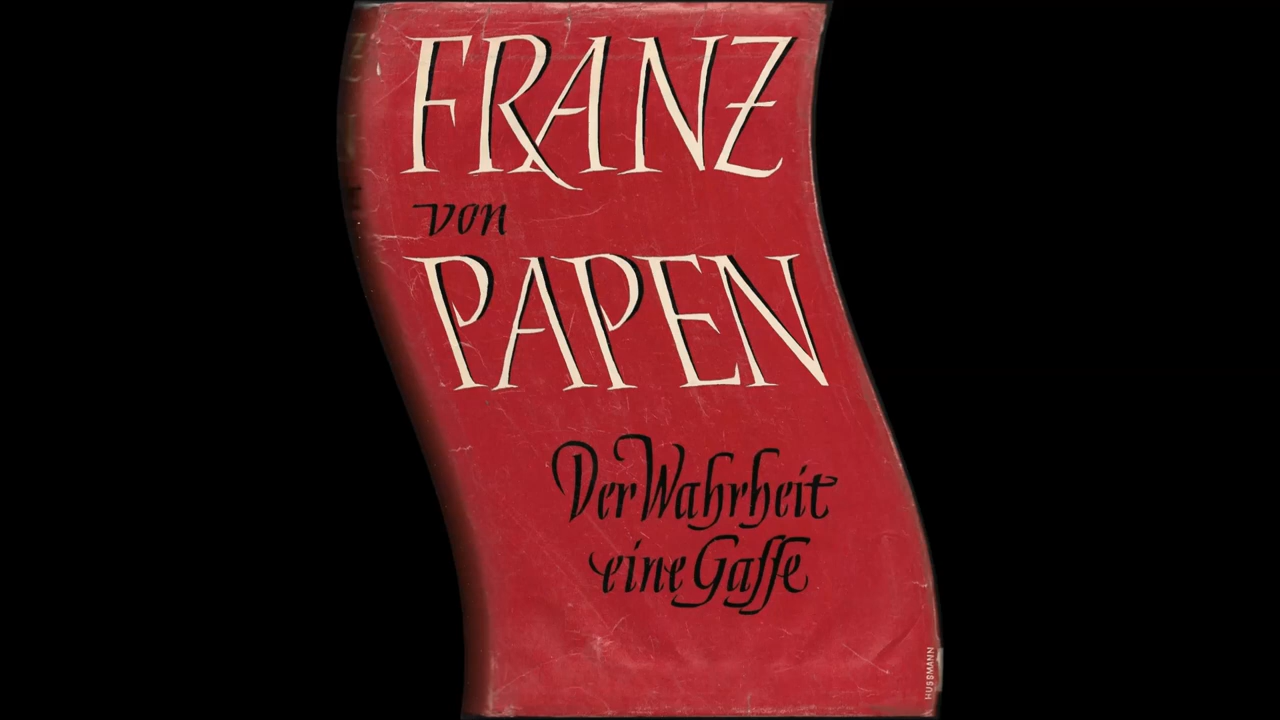 FRANZ
von
PAPEN
Der Wahrheit
eine Gasse
HUSSMANN